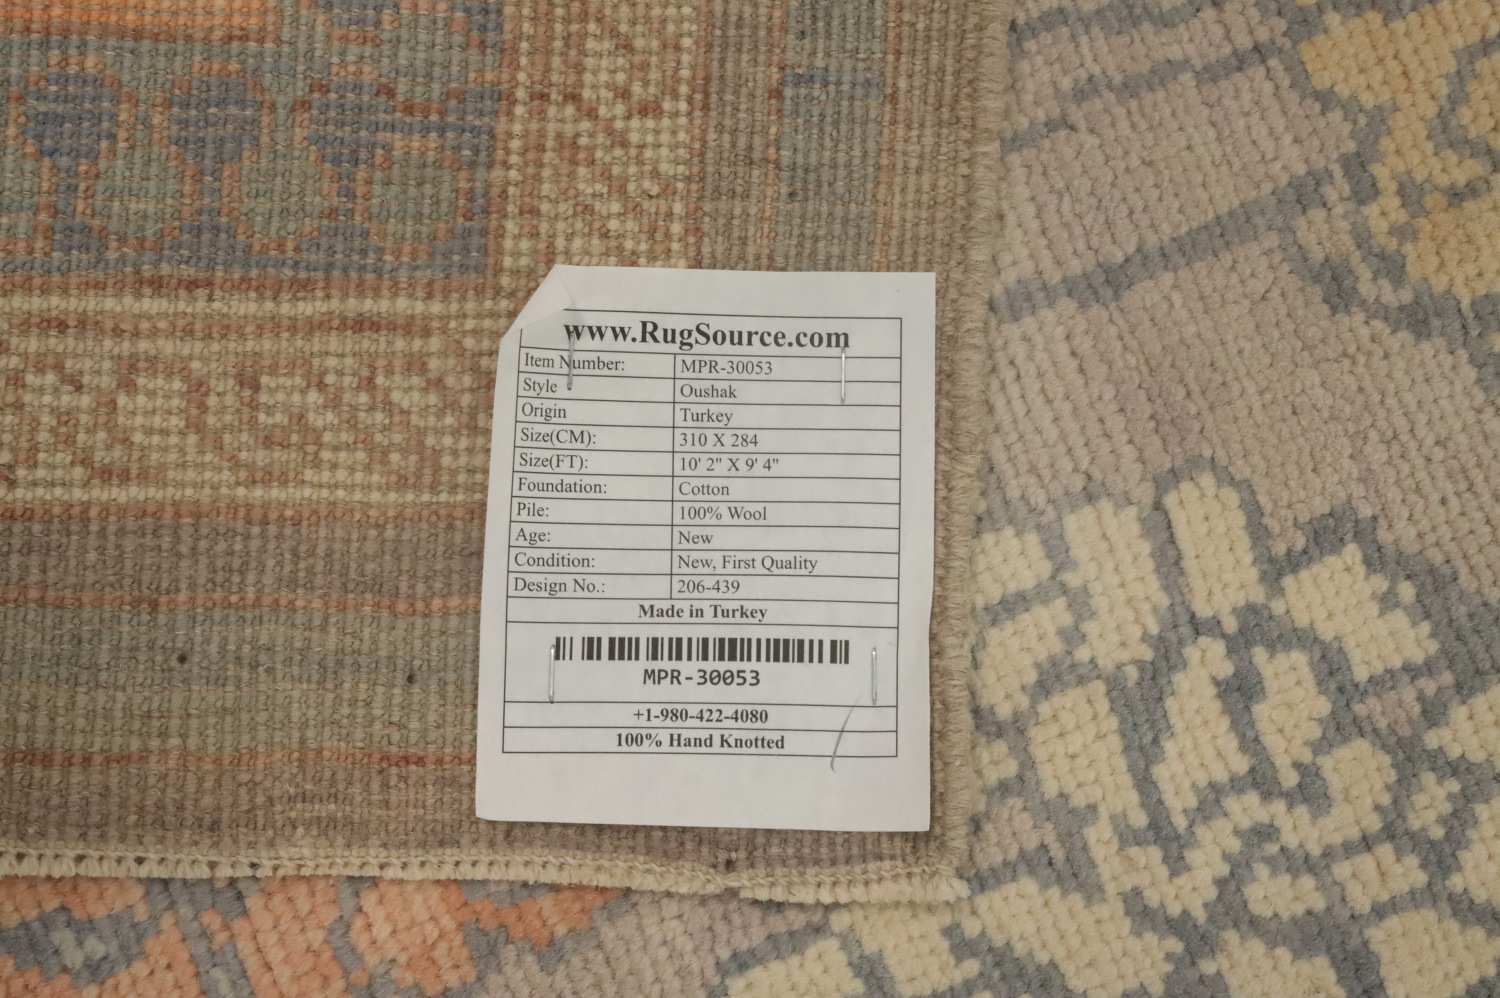 www.RugSource.com
Item Number: MPR-30053
Style Oushak
Origin Turkey
Size(CM): 310 X 284
Size(FT): 10' 2" X 9' 4"
Foundation: Cotton
Pile: 100% Wool
Age: New
Condition: New, First Quality
Design No.: 206-439
Made in Turkey
MPR-30053
+1-980-422-4080
100% Hand Knotted